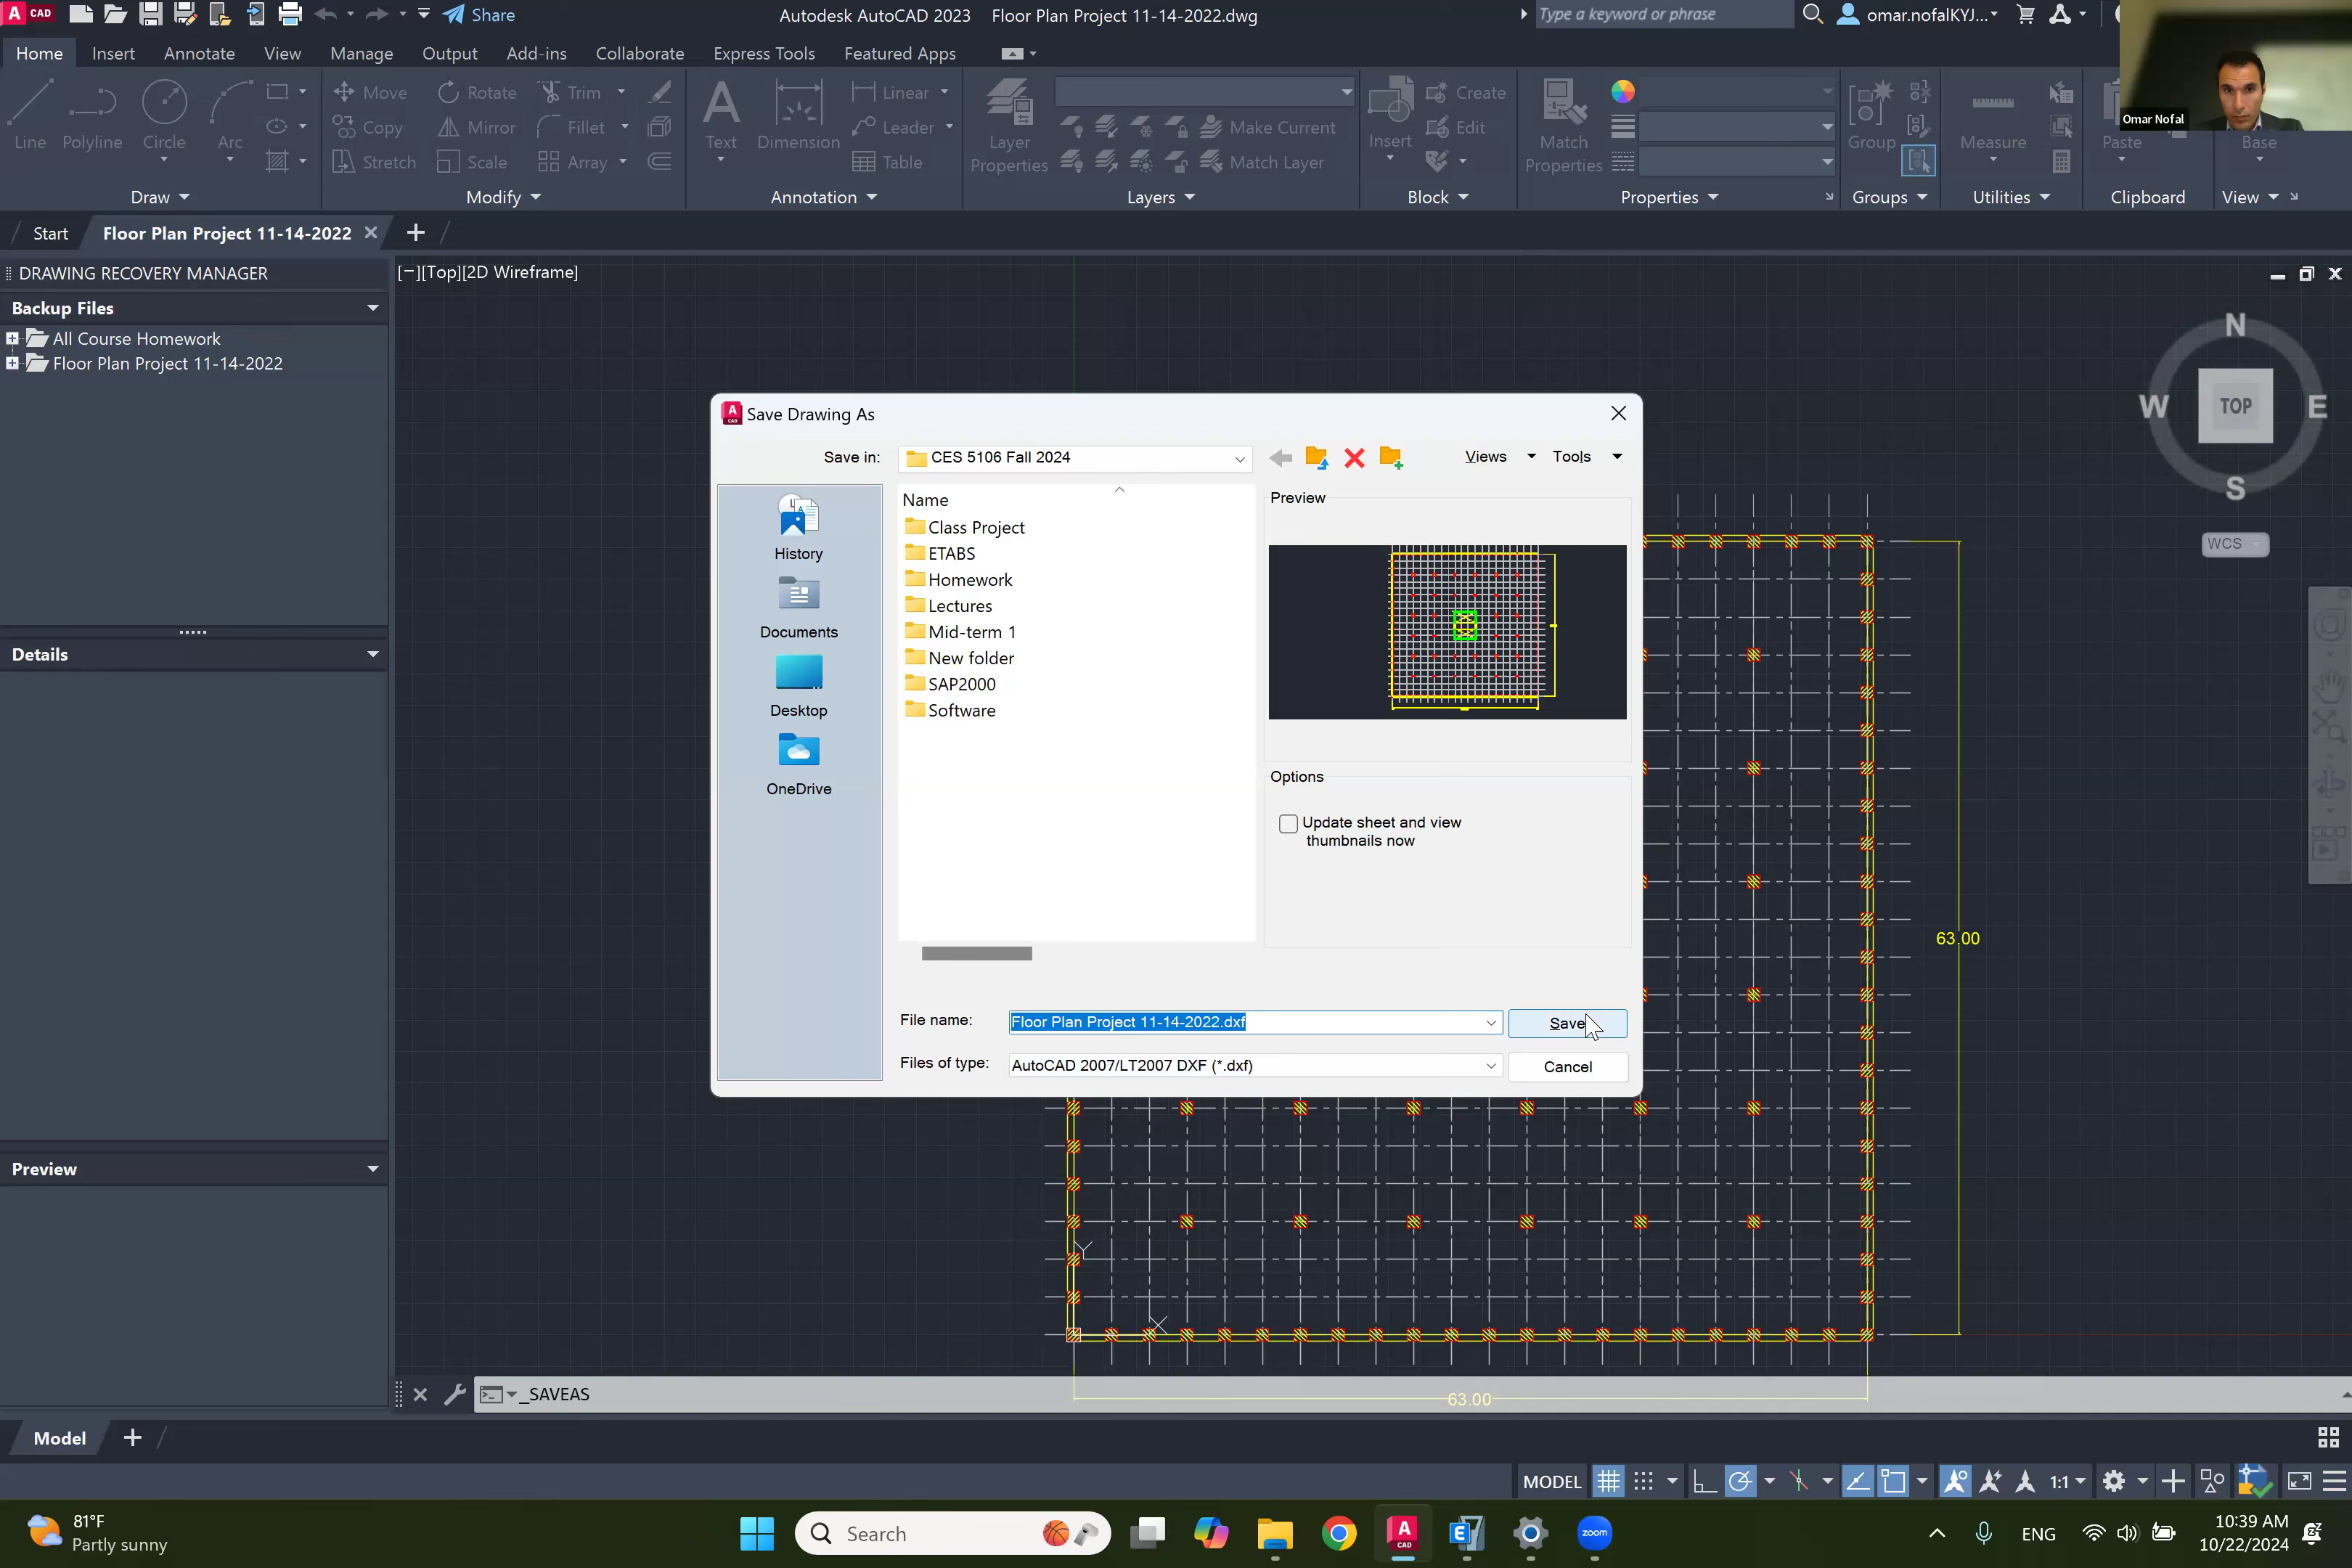 A CAD
Share
Autodesk AutoCAD 2023 Floor Plan Project 11-14-2022.dwg
Type a keyword or phrase
omar.nofalKYJ...
Home Insert Annotate View Manage Output Add-ins Collaborate Express Tools Featured Apps
Line Polyline Circle Arc
Move Rotate Trim
Copy Mirror Fillet
Stretch Scale Array
Text Dimension
Linear
Leader
Table
Layer Properties
Make Current
Match Layer
Insert
Create
Edit
Match Properties
Group
Measure
Paste
Base
Omar Nofal
Draw Modify Annotation Layers Block Properties Groups Utilities Clipboard View
Start Floor Plan Project 11-14-2022
DRAWING RECOVERY MANAGER
Backup Files
All Course Homework
Floor Plan Project 11-14-2022
Details
Preview
[−][Top][2D Wireframe]
N
W TOP E
S
WCS
Save Drawing As
Save in: CES 5106 Fall 2024
Views Tools
History
Documents
Desktop
OneDrive
Name
Class Project
ETABS
Homework
Lectures
Mid-term 1
New folder
SAP2000
Software
Preview
Options
Update sheet and view
thumbnails now
File name: Floor Plan Project 11-14-2022.dxf Save
Files of type: AutoCAD 2007/LT2007 DXF (*.dxf) Cancel
63.00
Y
X
_SAVEAS
63.00
Model
MODEL 1:1
81°F
Partly sunny
Search
A CAD
zoom
ENG
10:39 AM
10/22/2024